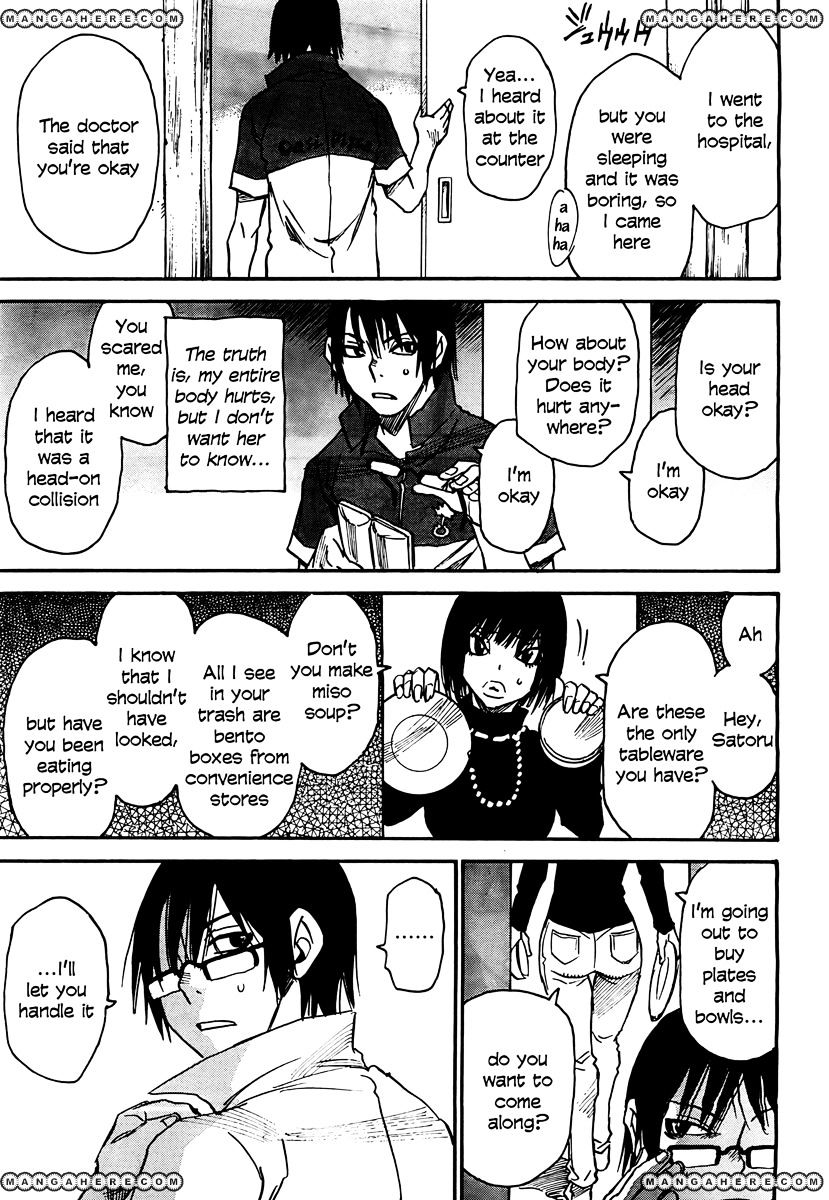 MANGAHERE.COM
MANGAHERE.COM
I went
to the
hospital,
but you
were
sleeping
and it was
boring, so
I came
here
a
ha
ha
Yea...
I heard
about it
at the
counter
The doctor
said that
you're okay
Is your
head
okay?
I'm
okay
How about
your body?
Does it
hurt any-
where?
I'm
okay
The truth
is, my entire
body hurts,
but I don't
want her
to know...
You
scared
me,
you
know
I heard
that it
was a
head-on
collision
Ah
Hey,
Satoru
Are these
the only
tableware
you have?
Don't
you make
miso
soup?
All I see
in your
trash are
bento
boxes from
convenience
stores
I know
that I
shouldn't
have
looked,
but have
you been
eating
properly?
I'm going
out to
buy
plates
and
bowls...
do you
want to
come
along?
......
...I'll
let you
handle it
MANGAHERE.COM
MANGAHERE.COM